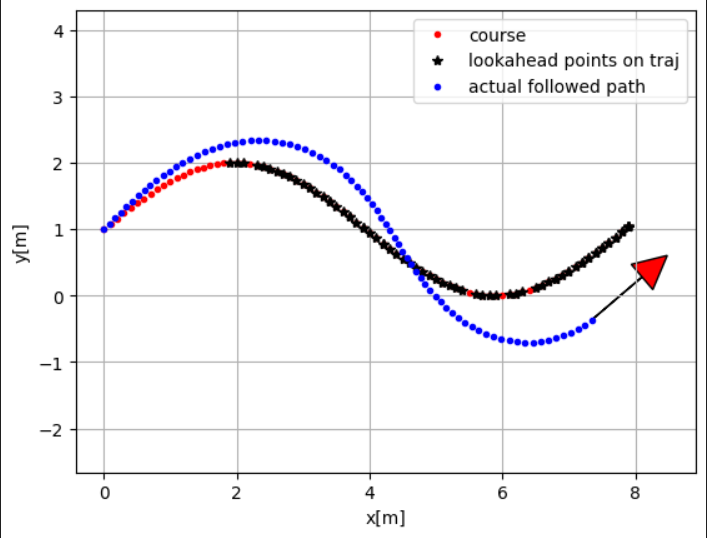 course
lookahead points on traj
actual followed path
4
3
2
1
0
−1
−2
y[m]
0 2 4 6 8
x[m]